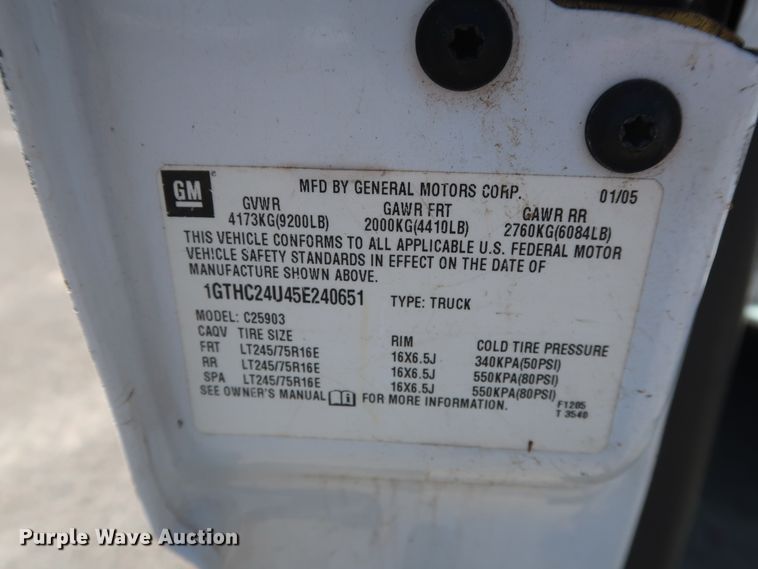 GM
MFD BY GENERAL MOTORS CORP. 01/05
GVWR GAWR FRT GAWR RR
4173KG(9200LB) 2000KG(4410LB) 2760KG(6084LB)
THIS VEHICLE CONFORMS TO ALL APPLICABLE U.S. FEDERAL MOTOR
VEHICLE SAFETY STANDARDS IN EFFECT ON THE DATE OF
MANUFACTURE SHOWN ABOVE.
1GTHC24U45E240651 TYPE: TRUCK
MODEL: C25903
CAQV TIRE SIZE RIM COLD TIRE PRESSURE
FRT LT245/75R16E 16X6.5J 340KPA(50PSI)
RR LT245/75R16E 16X6.5J 550KPA(80PSI)
SPA LT245/75R16E 16X6.5J 550KPA(80PSI)
SEE OWNER'S MANUAL FOR MORE INFORMATION.
F1205
T 3540
Purple Wave Auction